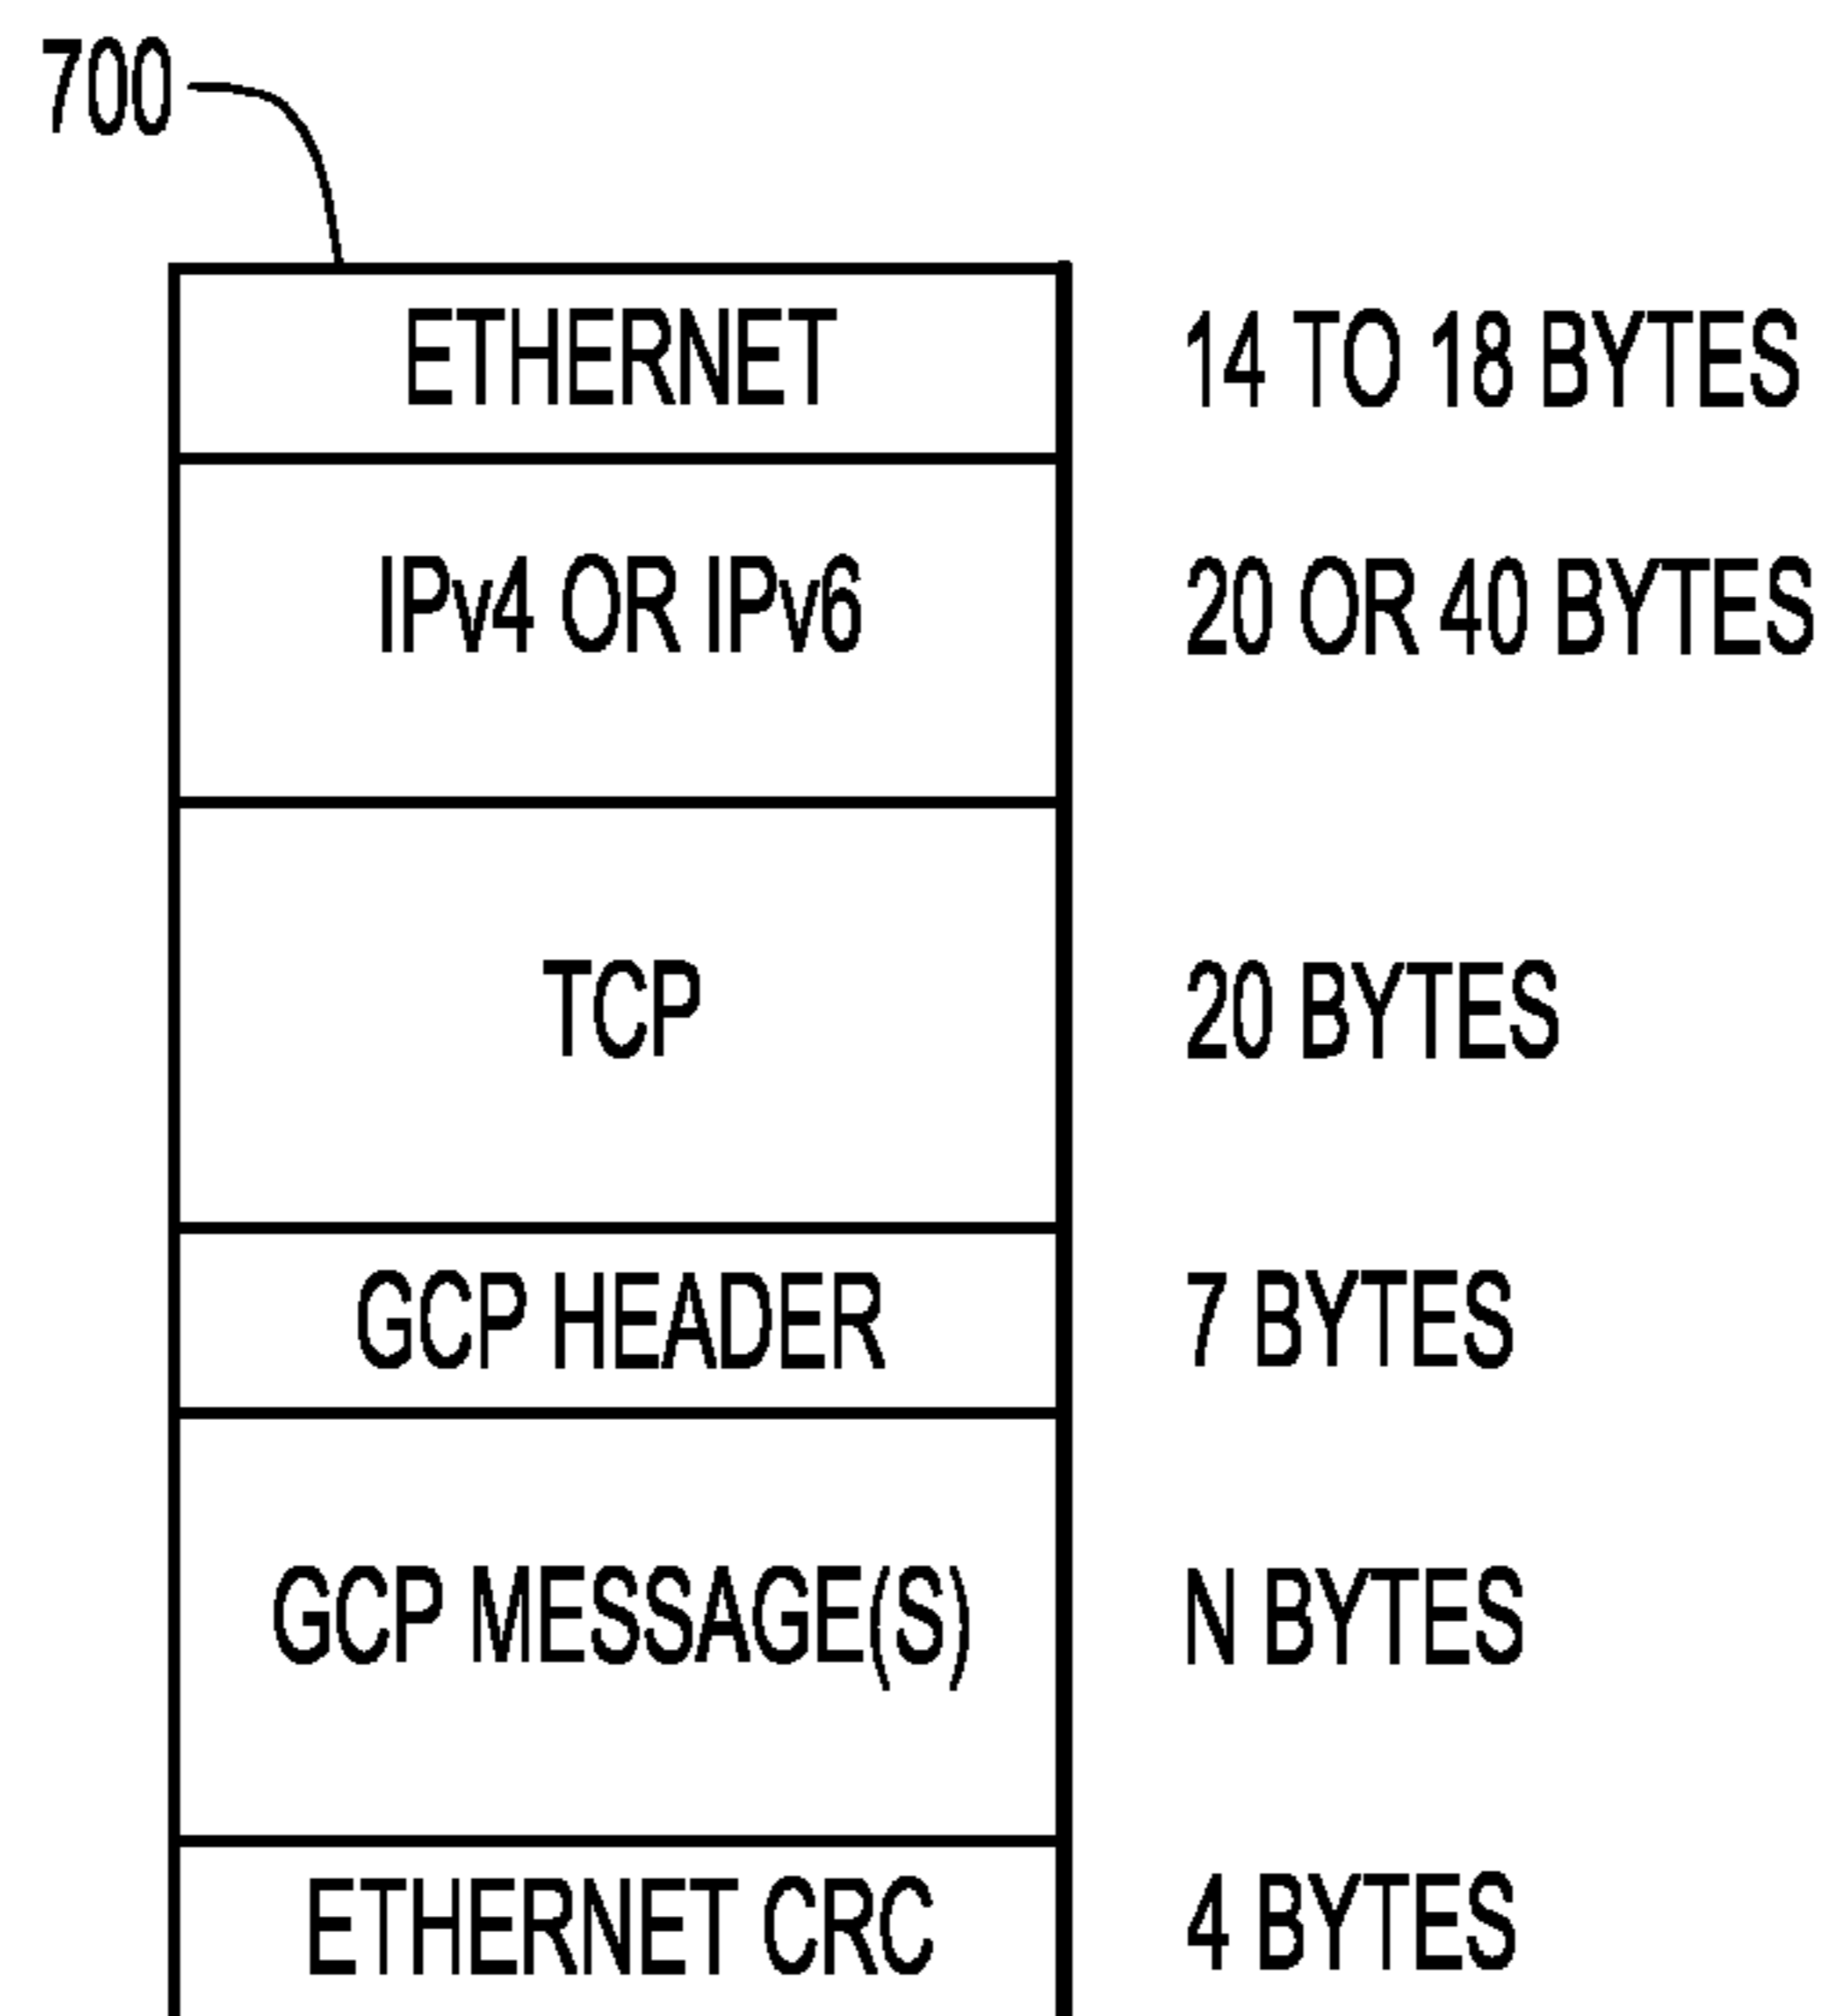 700
ETHERNET 14 TO 18 BYTES
IPv4 OR IPv6 20 OR 40 BYTES
TCP 20 BYTES
GCP HEADER 7 BYTES
GCP MESSAGE(S) N BYTES
ETHERNET CRC 4 BYTES